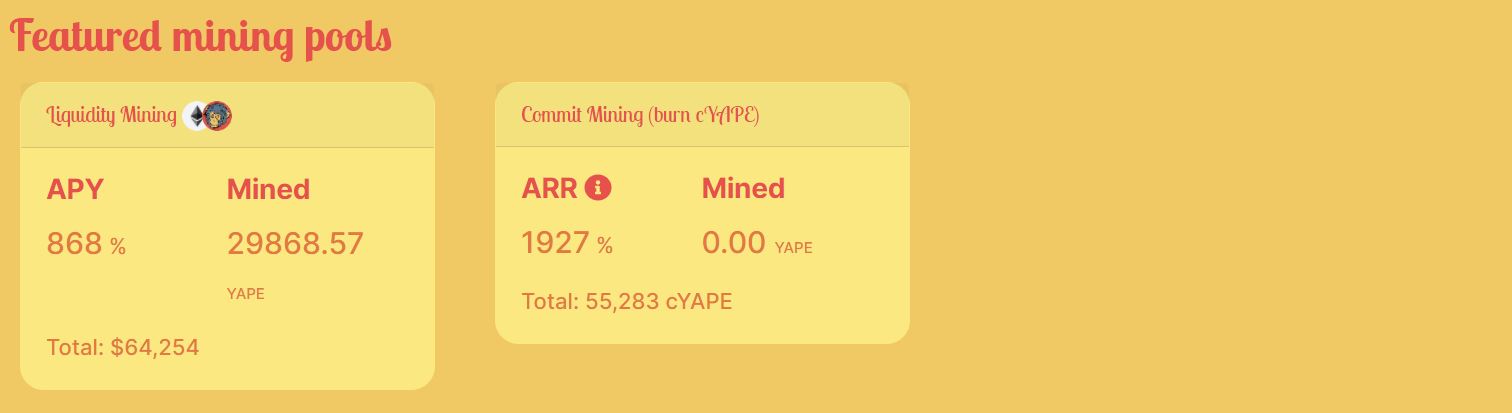 Featured mining pools
Liquidity Mining
APY
Mined
868 %
29868.57
YAPE
Total: $64,254
Commit Mining (burn cYAPE)
ARR
Mined
1927 %
0.00 YAPE
Total: 55,283 cYAPE